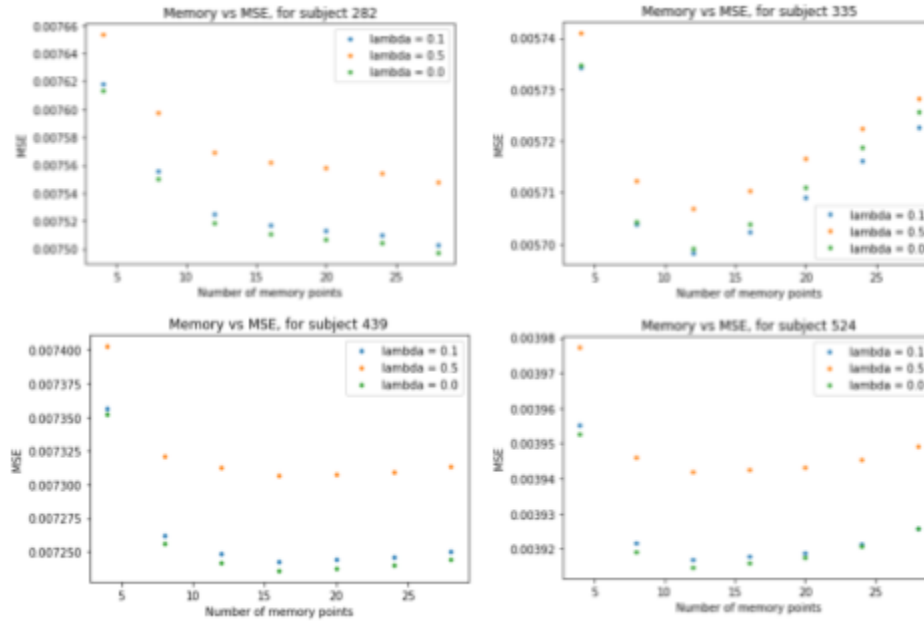 Memory vs MSE, for subject 282
0.00766
0.00764
0.00762
0.00760
0.00758
0.00756
0.00754
0.00752
0.00750
MSE
lambda = 0.1
lambda = 0.5
lambda = 0.0
5 10 15 20 25
Number of memory points
Memory vs MSE, for subject 335
0.00574
0.00573
0.00572
0.00571
0.00570
MSE
lambda = 0.1
lambda = 0.5
lambda = 0.0
5 10 15 20 25
Number of memory points
Memory vs MSE, for subject 439
0.007400
0.007375
0.007350
0.007325
0.007300
0.007275
0.007250
MSE
lambda = 0.1
lambda = 0.5
lambda = 0.0
5 10 15 20 25
Number of memory points
Memory vs MSE, for subject 524
0.00398
0.00397
0.00396
0.00395
0.00394
0.00393
0.00392
MSE
lambda = 0.1
lambda = 0.5
lambda = 0.0
5 10 15 20 25
Number of memory points